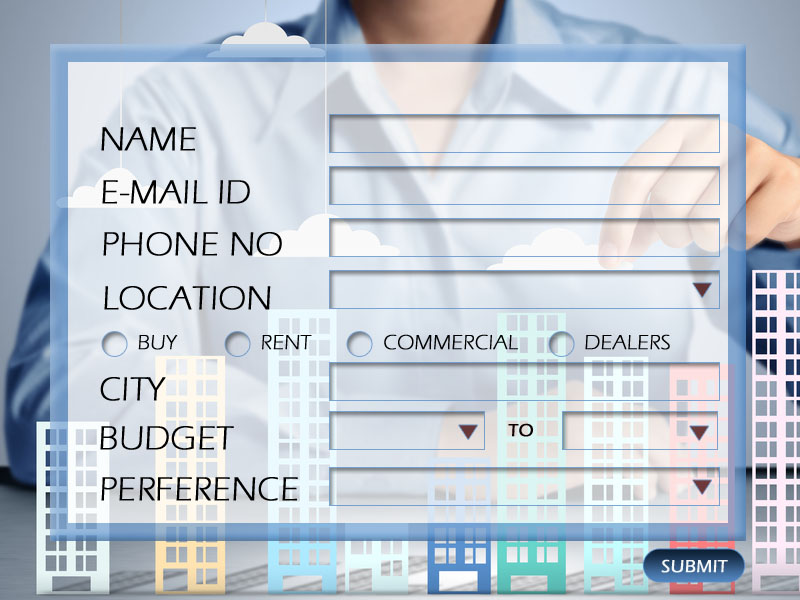 NAME
E-MAIL ID
PHONE NO
LOCATION
BUY RENT COMMERCIAL DEALERS
CITY
BUDGET TO
PERFERENCE
SUBMIT